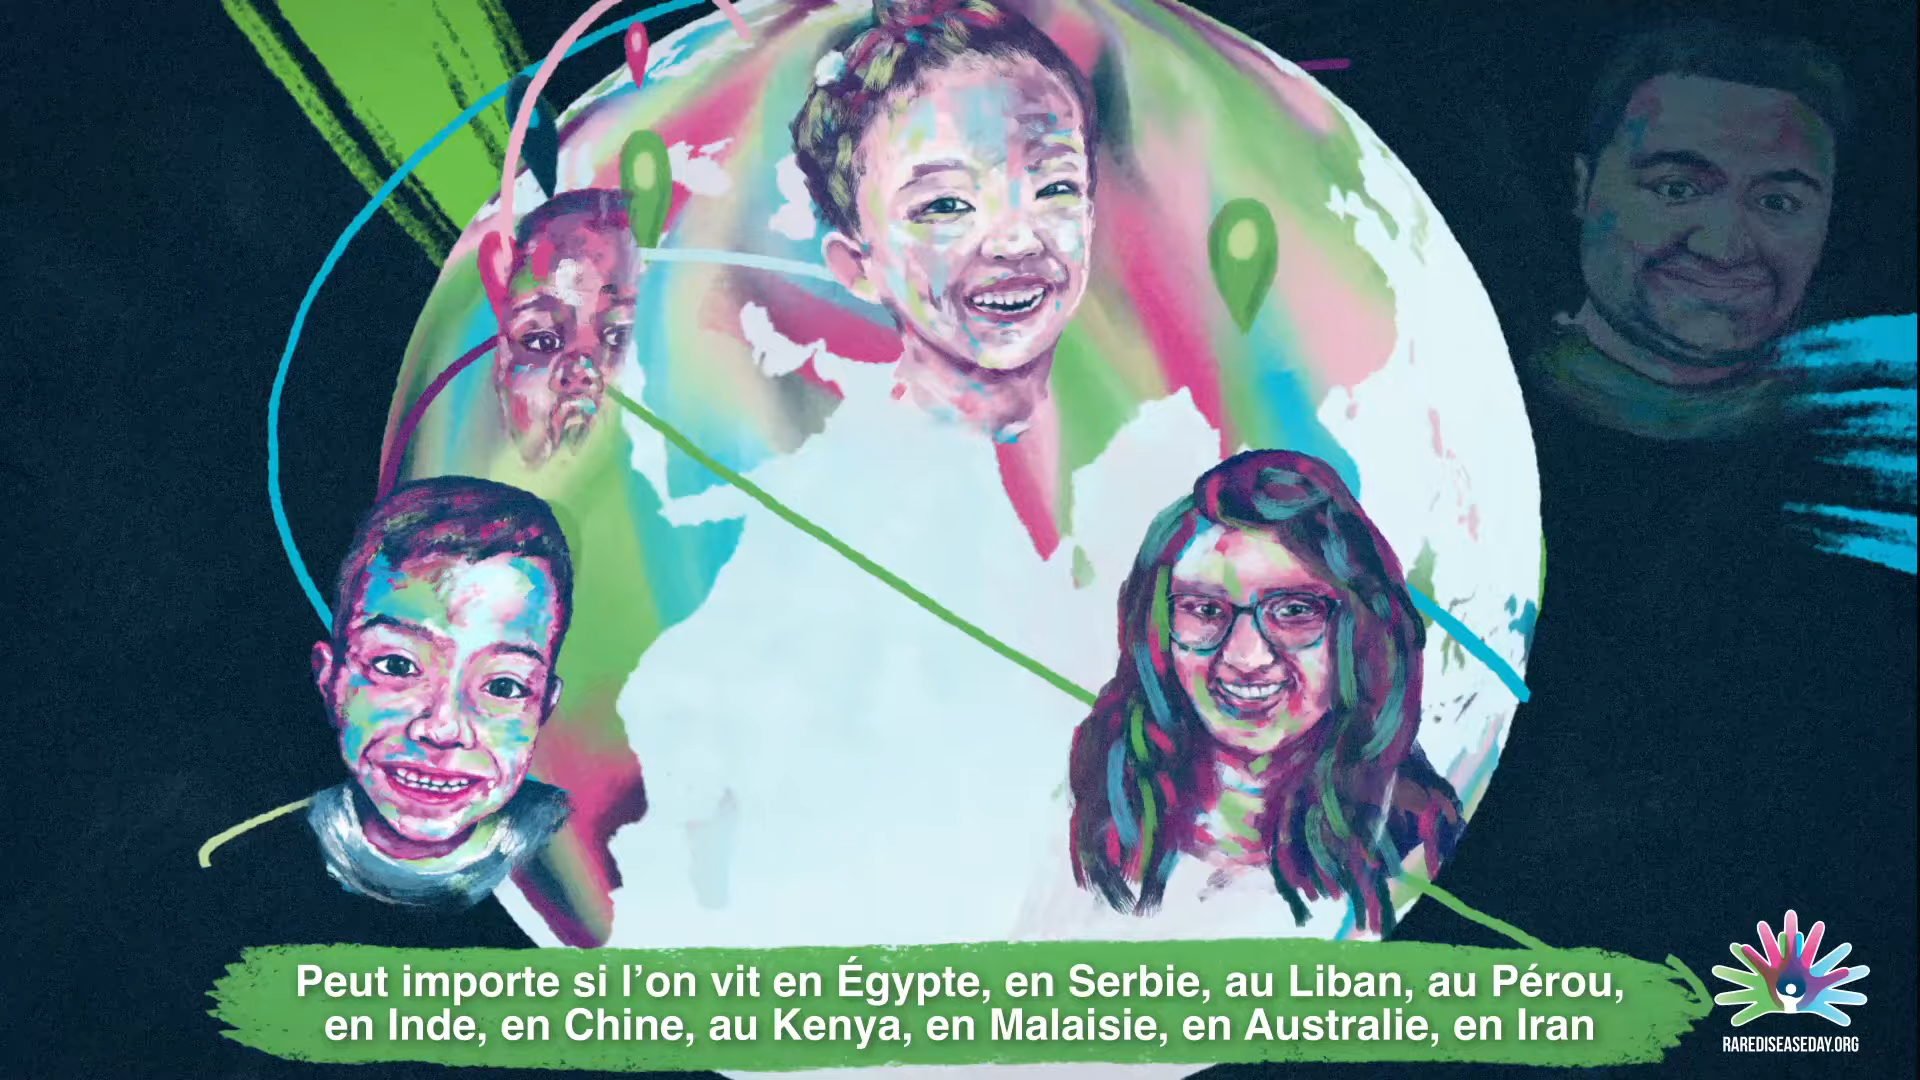 Peut importe si l’on vit en Égypte, en Serbie, au Liban, au Pérou,
en Inde, en Chine, au Kenya, en Malaisie, en Australie, en Iran
RAREDISEASEDAY.ORG